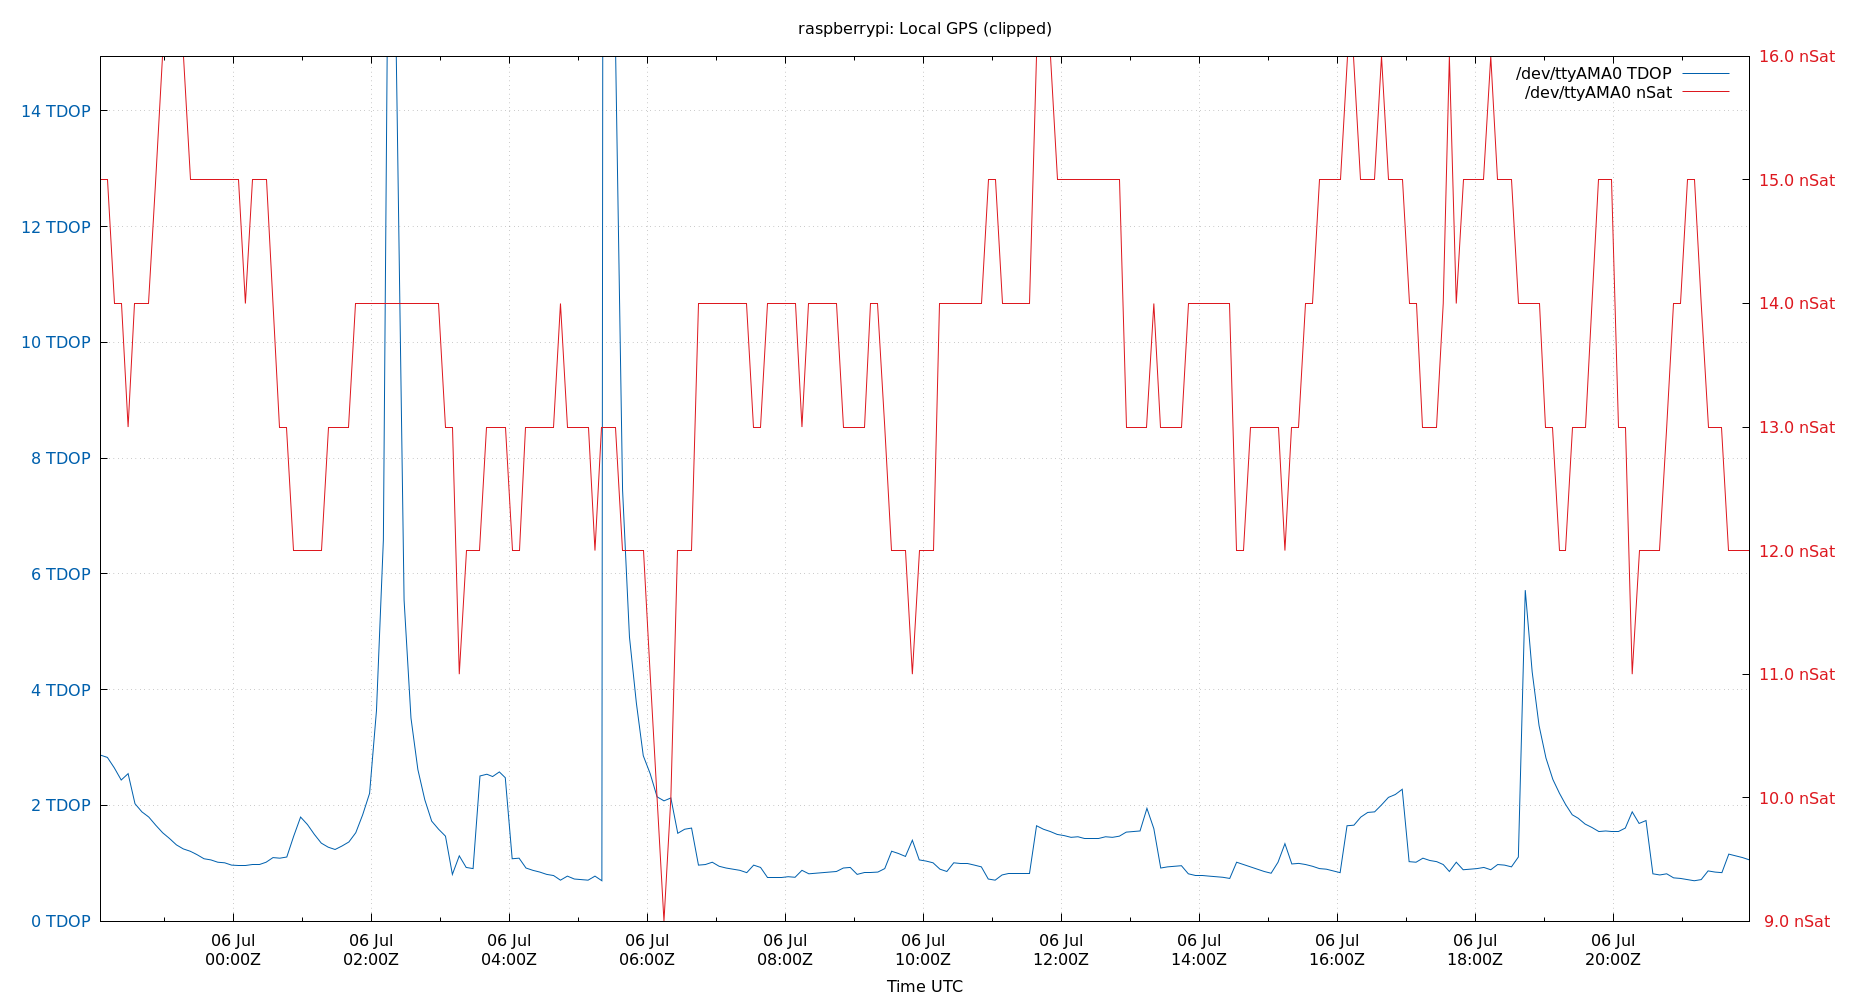 raspberrypi: Local GPS (clipped)
/dev/ttyAMA0 TDOP
/dev/ttyAMA0 nSat
14 TDOP
12 TDOP
10 TDOP
8 TDOP
6 TDOP
4 TDOP
2 TDOP
0 TDOP
16.0 nSat
15.0 nSat
14.0 nSat
13.0 nSat
12.0 nSat
11.0 nSat
10.0 nSat
9.0 nSat
06 Jul
00:00Z
06 Jul
02:00Z
06 Jul
04:00Z
06 Jul
06:00Z
06 Jul
08:00Z
06 Jul
10:00Z
06 Jul
12:00Z
06 Jul
14:00Z
06 Jul
16:00Z
06 Jul
18:00Z
06 Jul
20:00Z
Time UTC